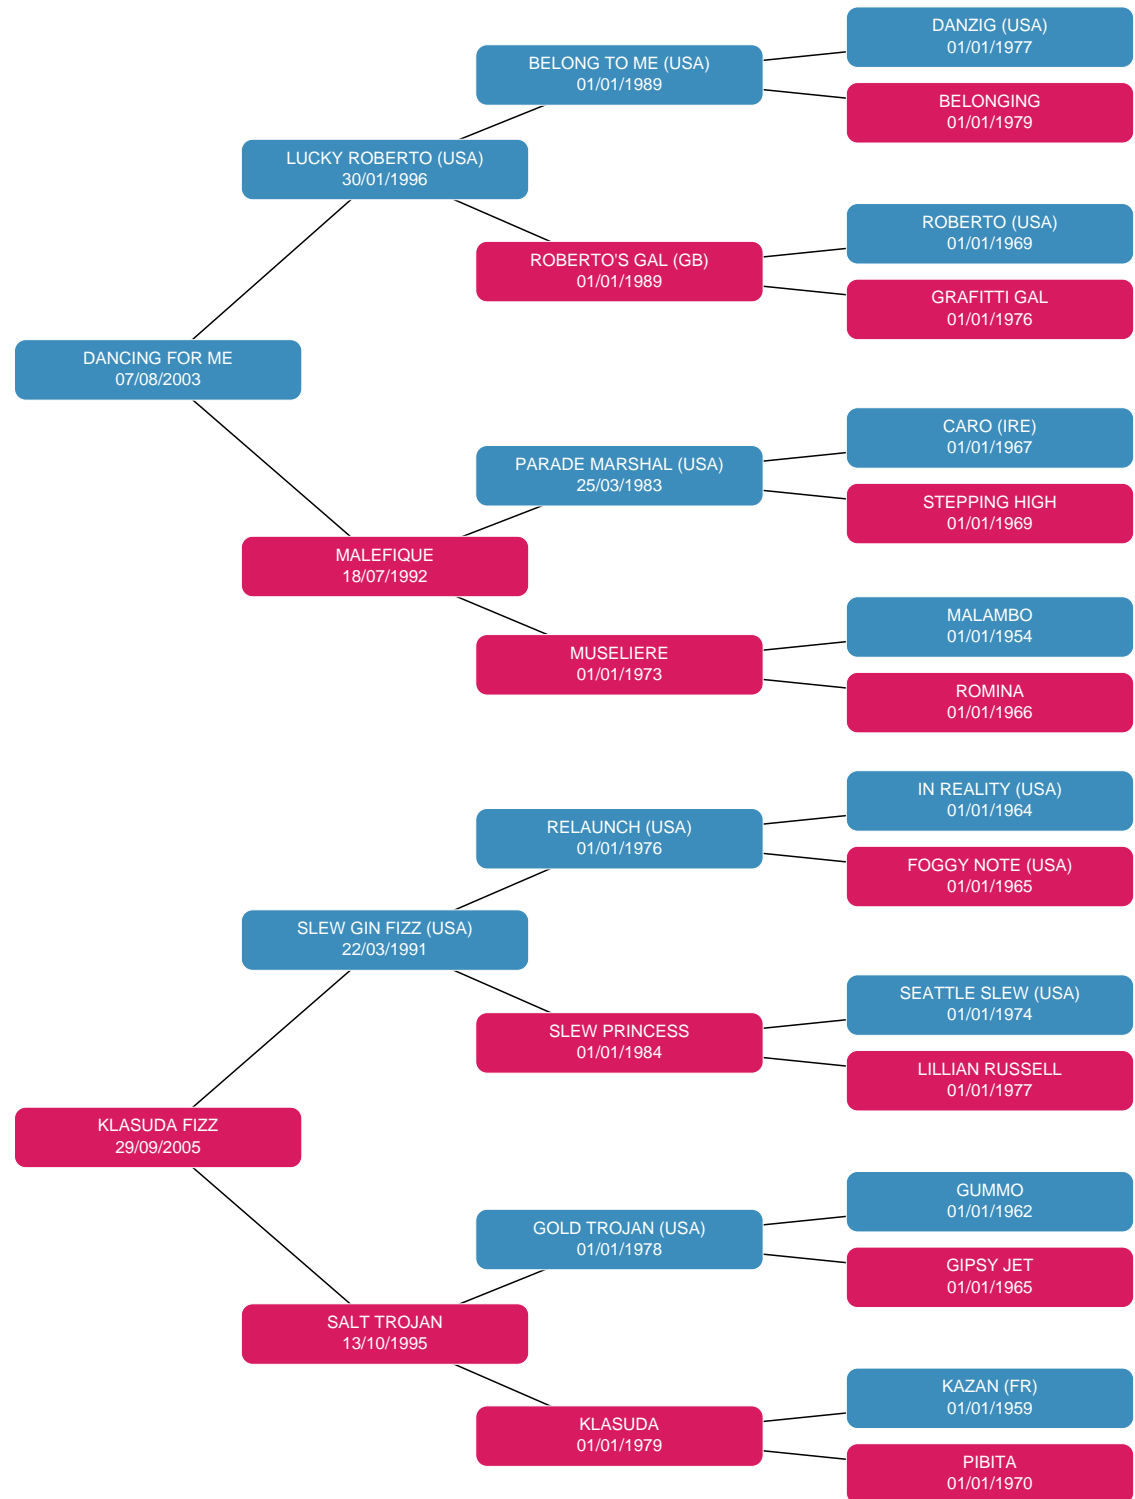 DANZIG (USA)
01/01/1977
BELONG TO ME (USA)
01/01/1989
BELONGING
01/01/1979
LUCKY ROBERTO (USA)
30/01/1996
ROBERTO (USA)
01/01/1969
ROBERTO'S GAL (GB)
01/01/1989
GRAFITTI GAL
01/01/1976
DANCING FOR ME
07/08/2003
CARO (IRE)
01/01/1967
PARADE MARSHAL (USA)
25/03/1983
STEPPING HIGH
01/01/1969
MALEFIQUE
18/07/1992
MALAMBO
01/01/1954
MUSELIERE
01/01/1973
ROMINA
01/01/1966
IN REALITY (USA)
01/01/1964
RELAUNCH (USA)
01/01/1976
FOGGY NOTE (USA)
01/01/1965
SLEW GIN FIZZ (USA)
22/03/1991
SEATTLE SLEW (USA)
01/01/1974
SLEW PRINCESS
01/01/1984
LILLIAN RUSSELL
01/01/1977
KLASUDA FIZZ
29/09/2005
GUMMO
01/01/1962
GOLD TROJAN (USA)
01/01/1978
GIPSY JET
01/01/1965
SALT TROJAN
13/10/1995
KAZAN (FR)
01/01/1959
KLASUDA
01/01/1979
PIBITA
01/01/1970